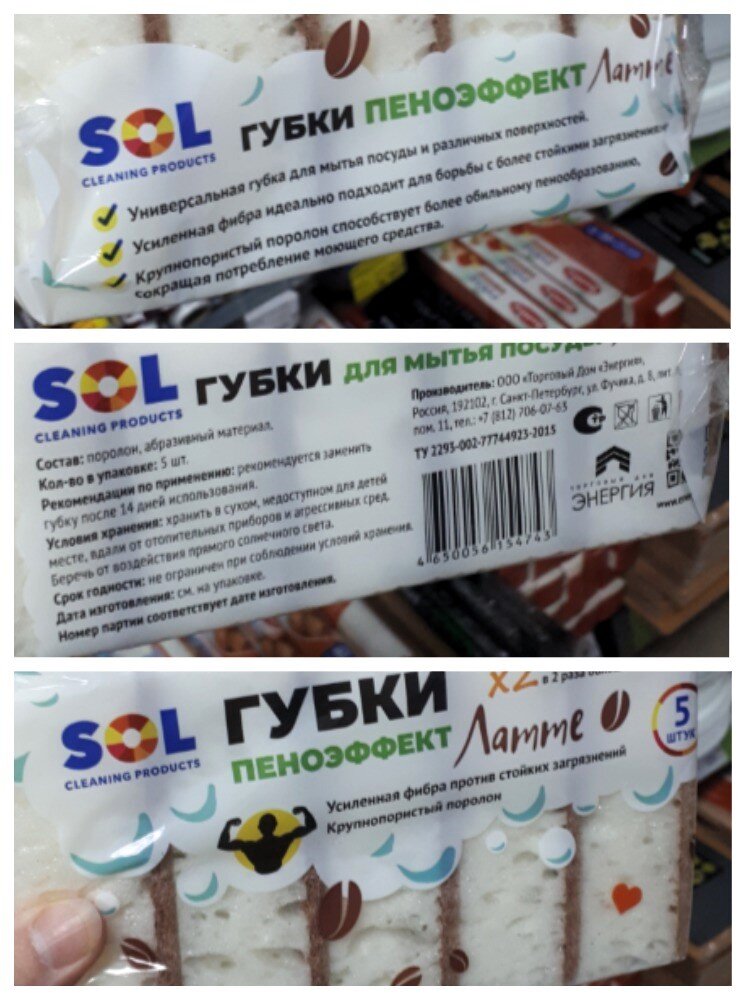 SOL
CLEANING PRODUCTS
ГУБКИ ПЕНОЭФФЕКТ Латте
Универсальная губка для мытья посуды и различных поверхностей.
Усиленная фибра идеально подходит для борьбы с более стойкими загрязнениями.
Крупнопористый поролон способствует более обильному пенообразованию,
сокращая потребление моющего средства.
SOL
CLEANING PRODUCTS
ГУБКИ ДЛЯ МЫТЬЯ ПОСУДЫ
Состав: поролон, абразивный материал.
Кол-во в упаковке: 5 шт.
Рекомендации по применению: рекомендуется заменить
губку после 14 дней использования.
Условия хранения: хранить в сухом, недоступном для детей
месте, вдали от отопительных приборов и агрессивных сред.
Беречь от воздействия прямого солнечного света.
Срок годности: не ограничен при соблюдении условий хранения.
Дата изготовления: см. на упаковке.
Номер партии соответствует дате изготовления.
Производитель: ООО «Торговый Дом «Энергия»,
Россия, 192102, г. Санкт-Петербург, ул. Фучика, д. 8, лит.
пом. 11, тел.: +7 (812) 706-07-63
ТУ 2293-002-77744923-2015
4 650056 154743
ТОРГОВЫЙ ДОМ
ЭНЕРГИЯ
SOL
CLEANING PRODUCTS
ГУБКИ
ПЕНОЭФФЕКТ Латте
x2 в 2 раза
5
ШТУК
Усиленная фибра против стойких загрязнений
Крупнопористый поролон